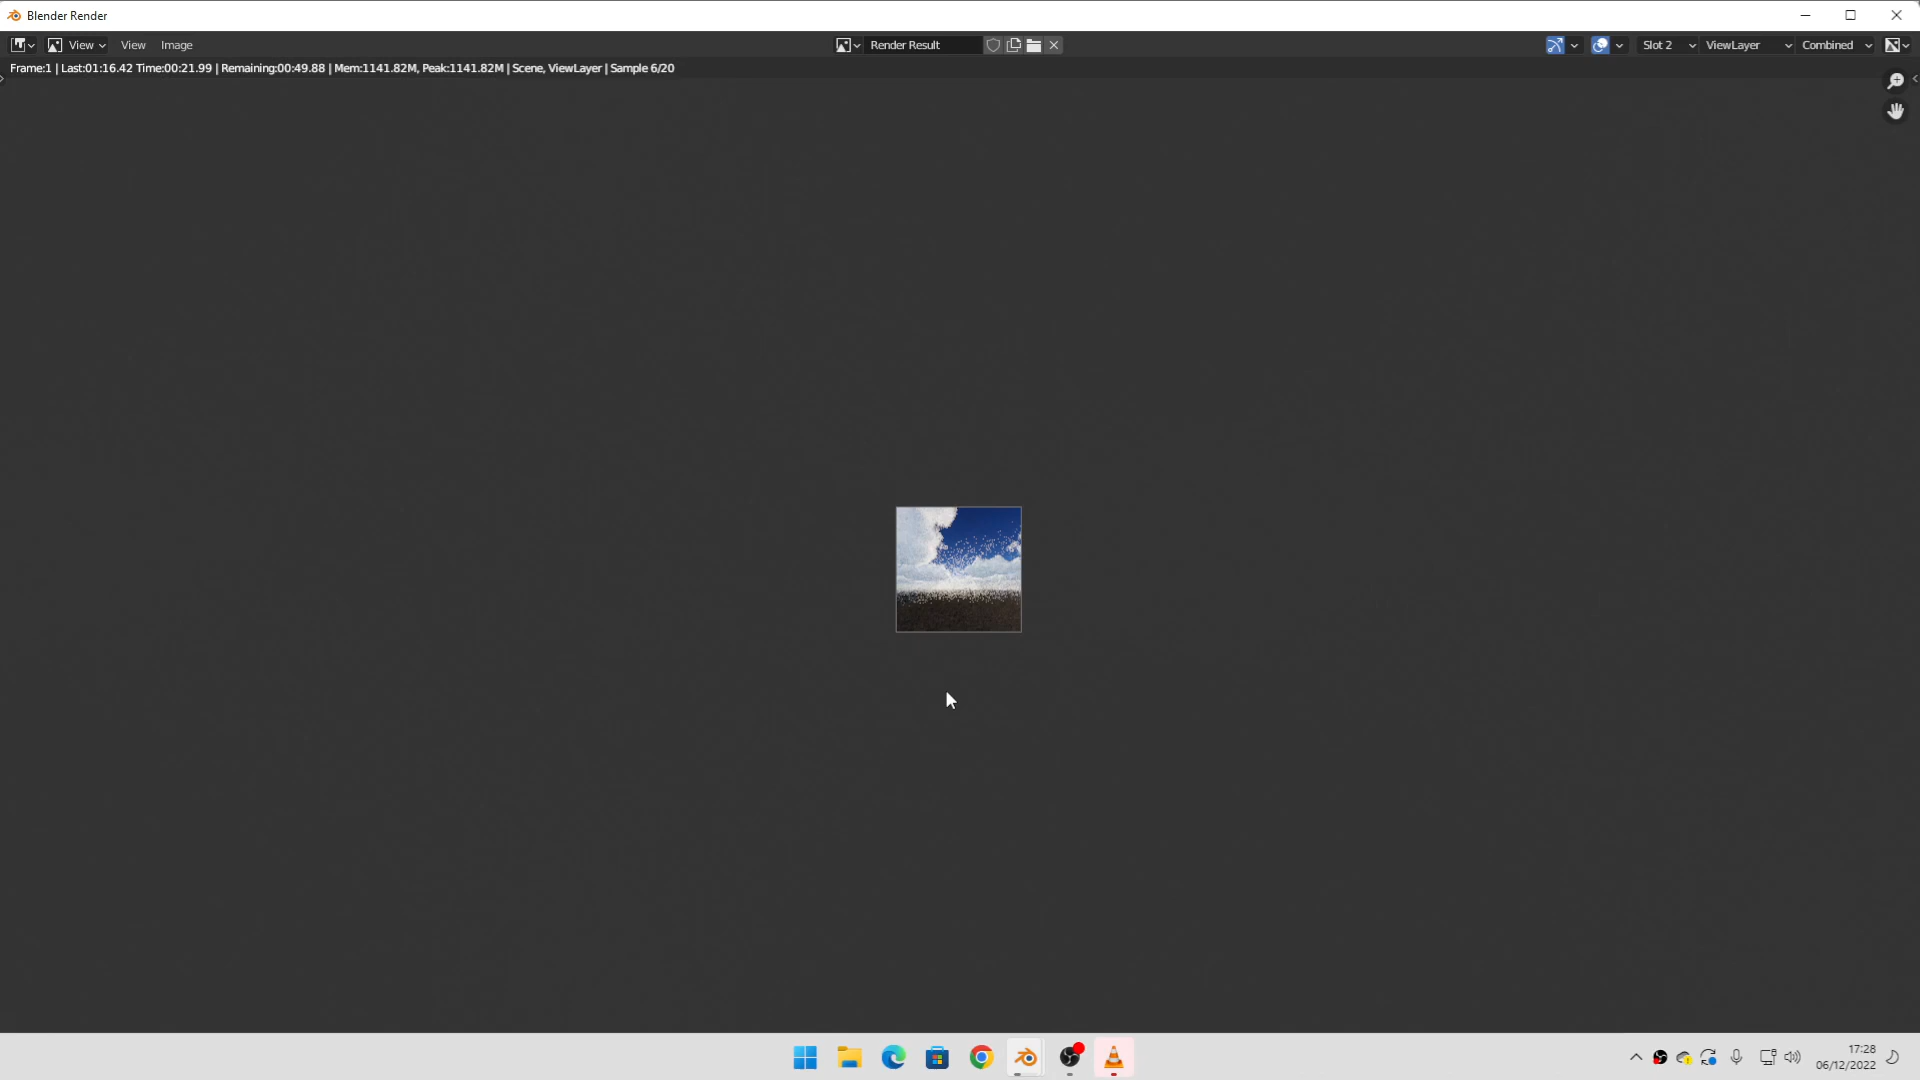 Blender Render
View View Image Render Result Slot 2 ViewLayer Combined
Frame:1 | Last:01:16.42 Time:00:21.99 | Remaining:00:49.88 | Mem:1141.82M, Peak:1141.82M | Scene, ViewLayer | Sample 6/20
17:28
06/12/2022